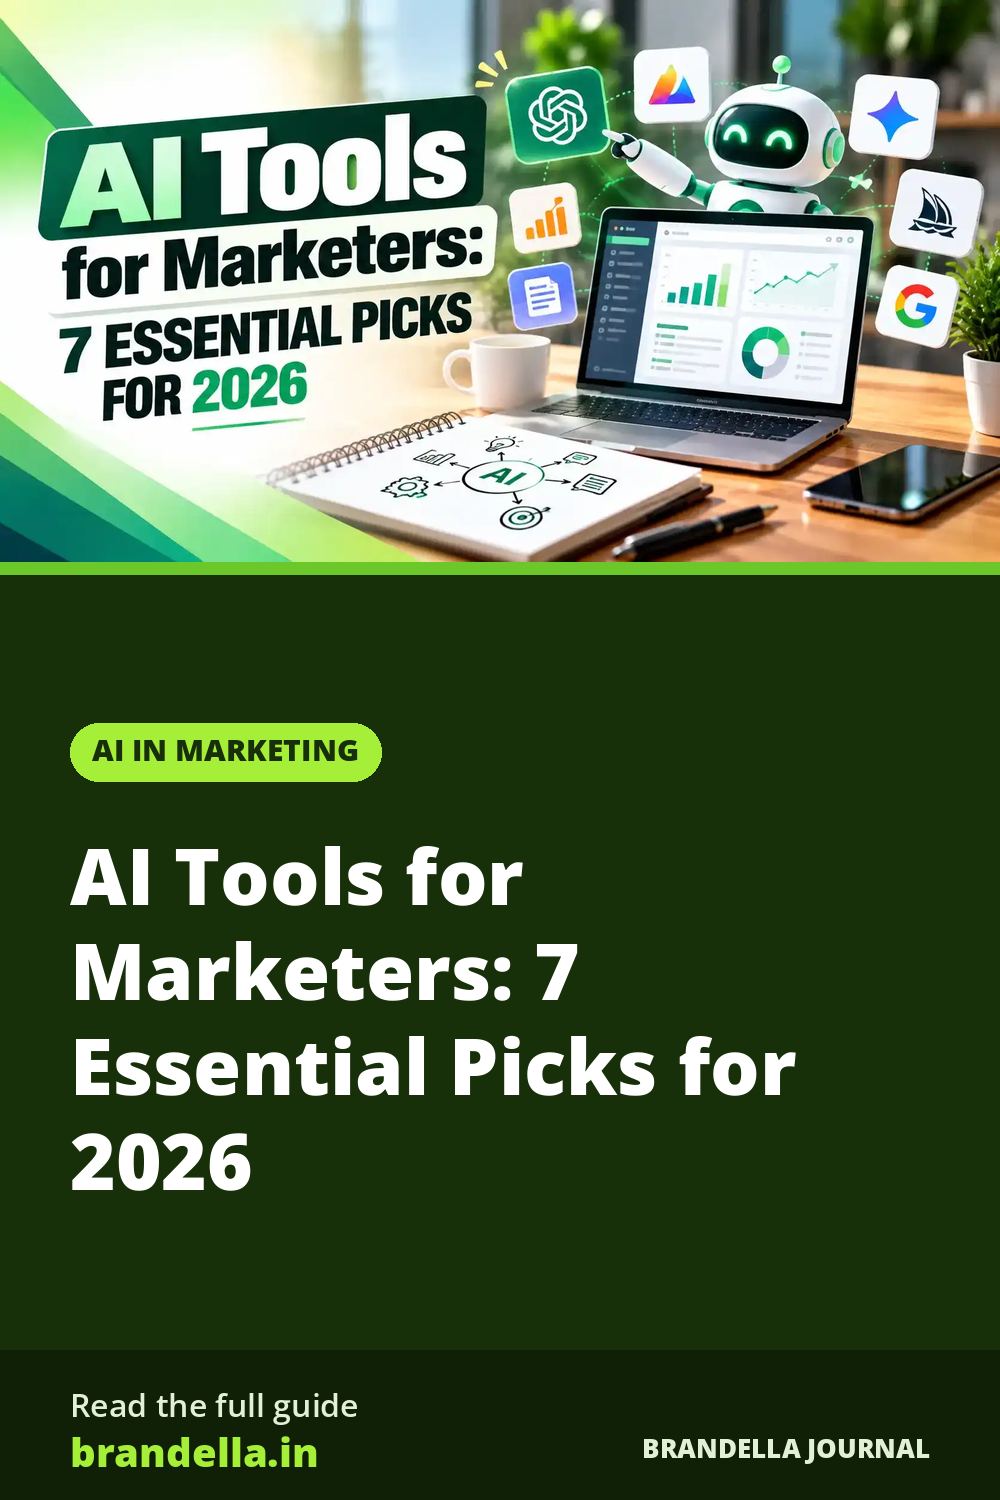 AI Tools
for Marketers:
7 ESSENTIAL PICKS
FOR 2026
AI
AI IN MARKETING
AI Tools for
Marketers: 7
Essential Picks for
2026
Read the full guide
brandella.in
BRANDELLA JOURNAL